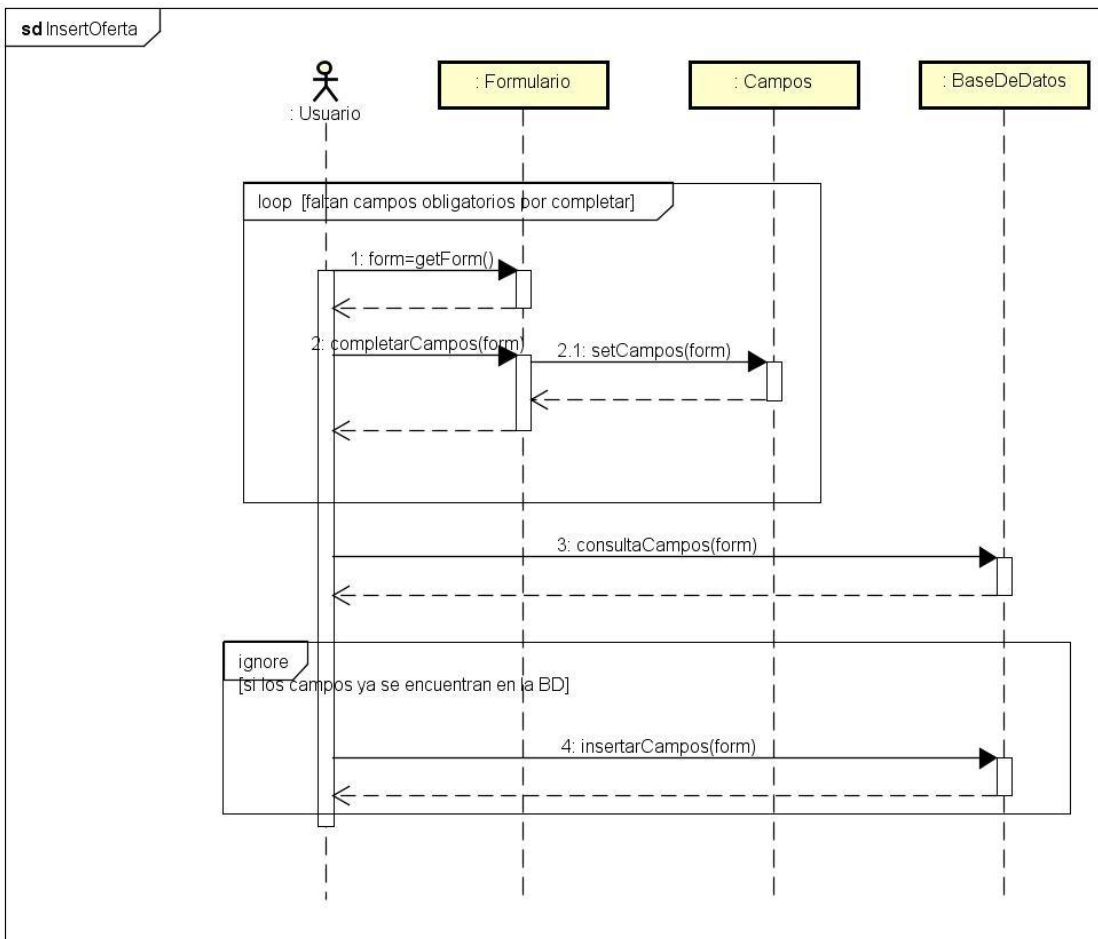 sd InsertOferta
: Usuario
: Formulario
: Campos
: BaseDeDatos
loop [faltan campos obligatorios por completar]
1: form=getForm()
2: completarCampos(form)
2.1: setCampos(form)
3: consultaCampos(form)
ignore
[si los campos ya se encuentran en la BD]
4: insertarCampos(form)